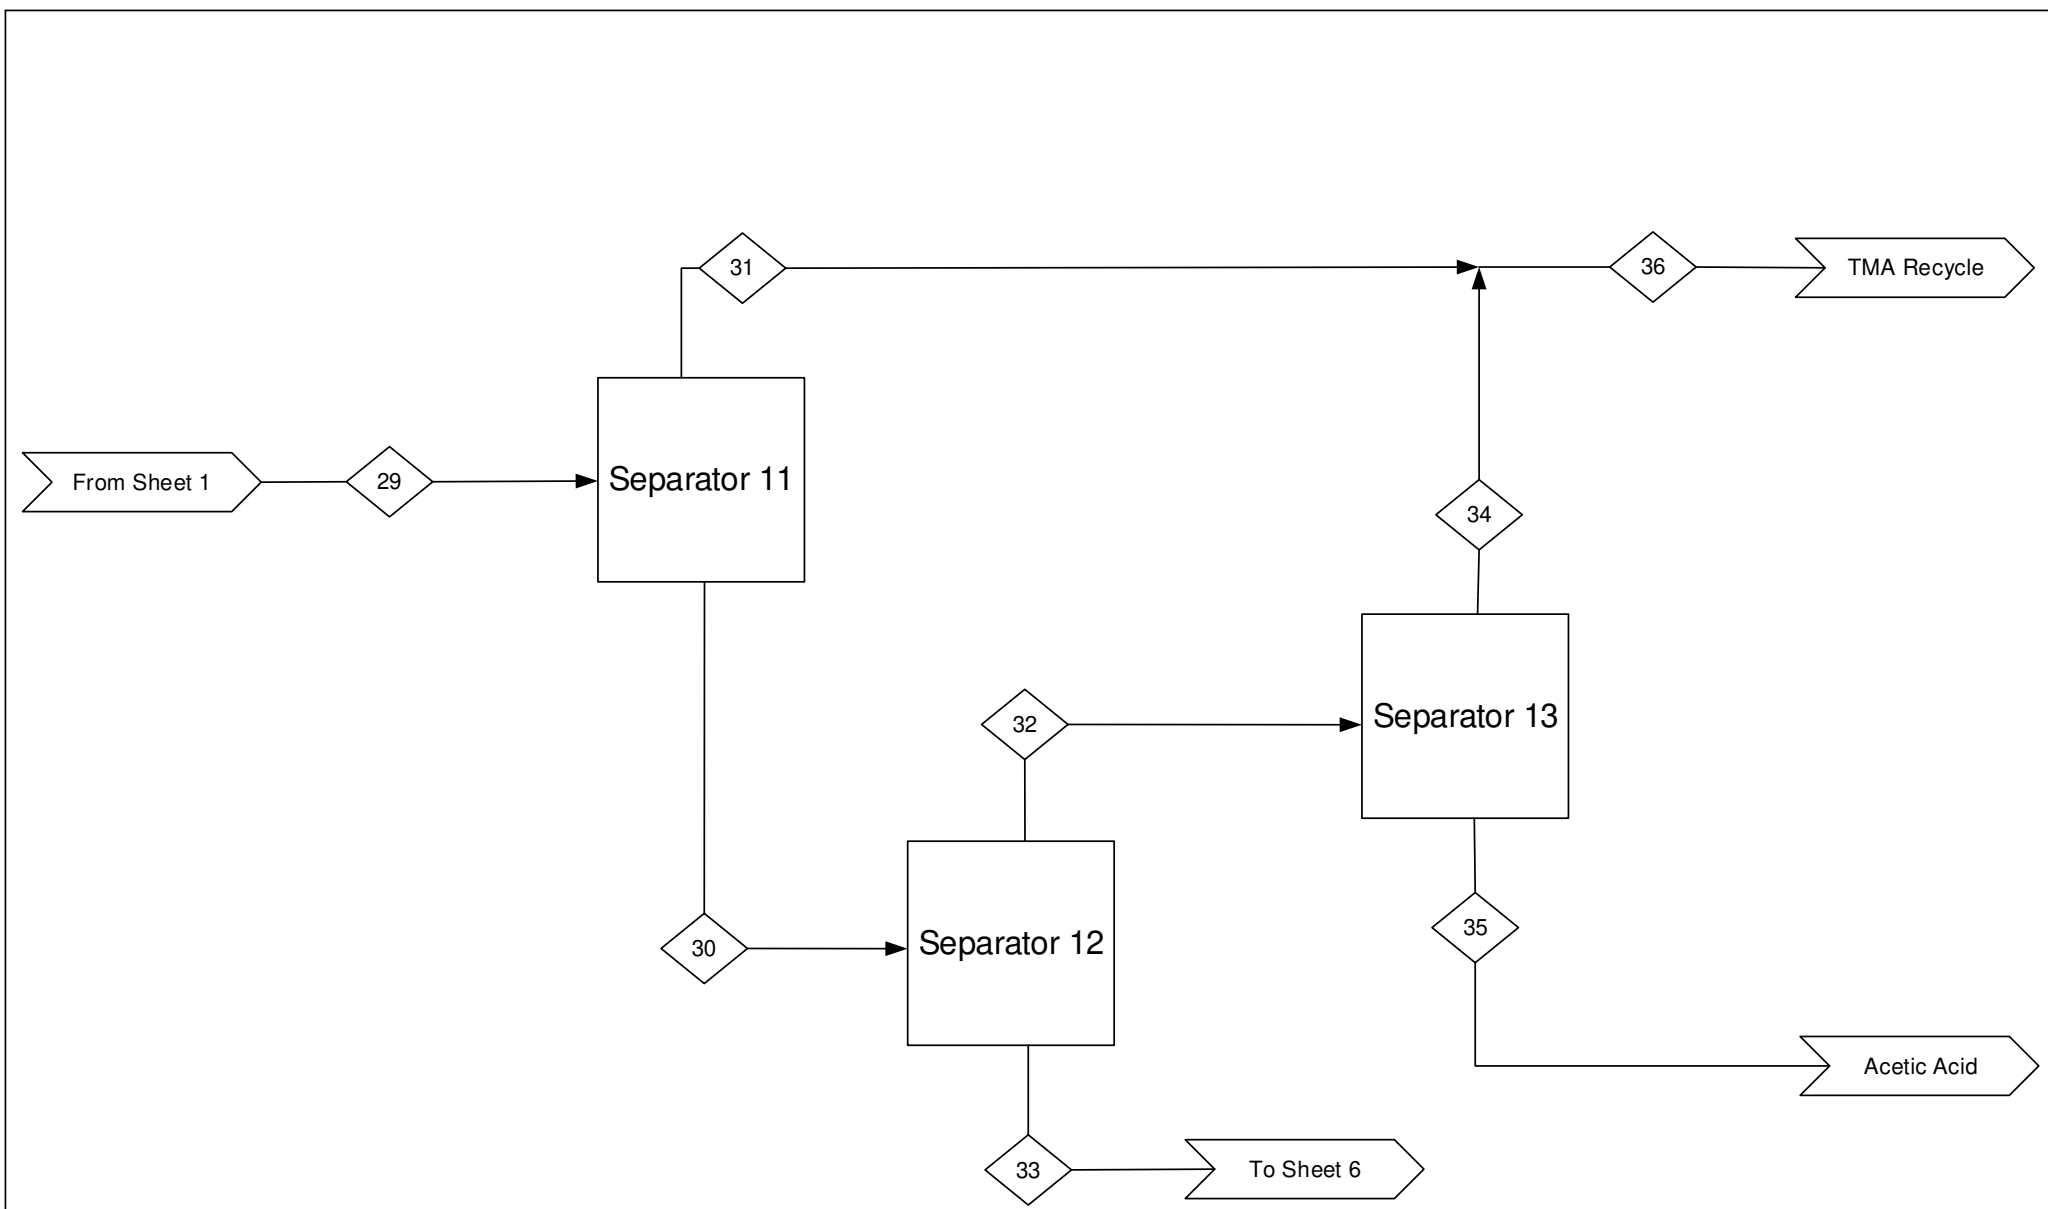 31
36
TMA Recycle
From Sheet 1
29
Separator 11
34
32
Separator 13
35
30
Separator 12
Acetic Acid
33
To Sheet 6